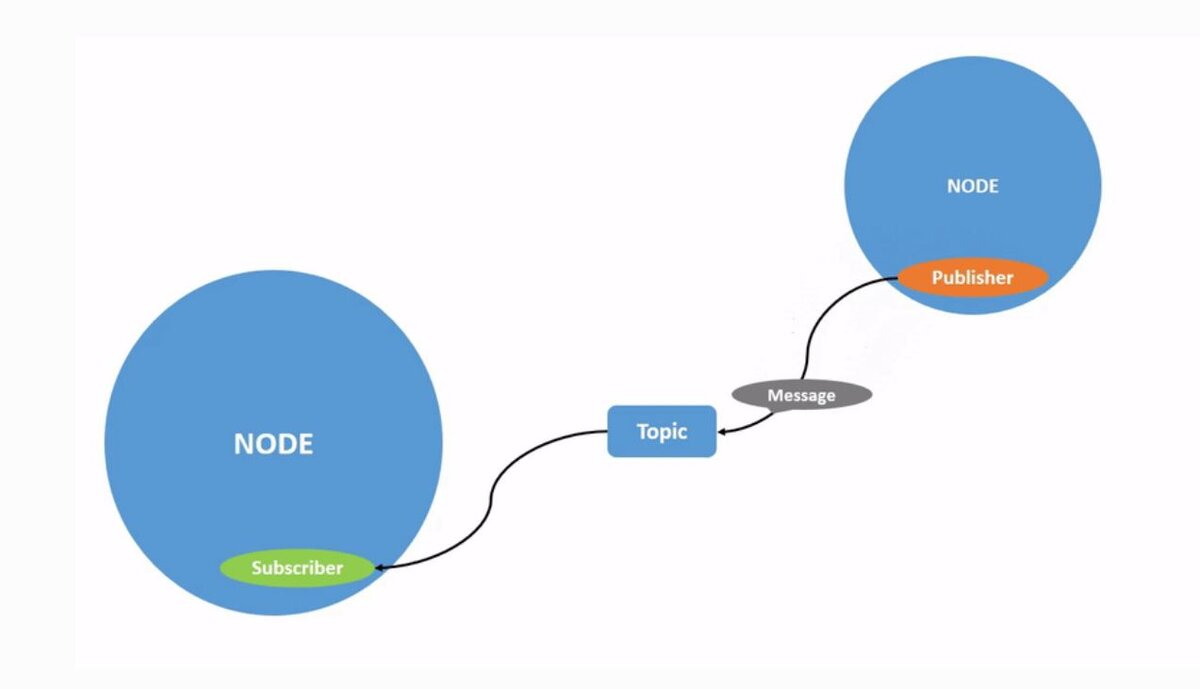 NODE
Publisher
Message
Topic
NODE
Subscriber